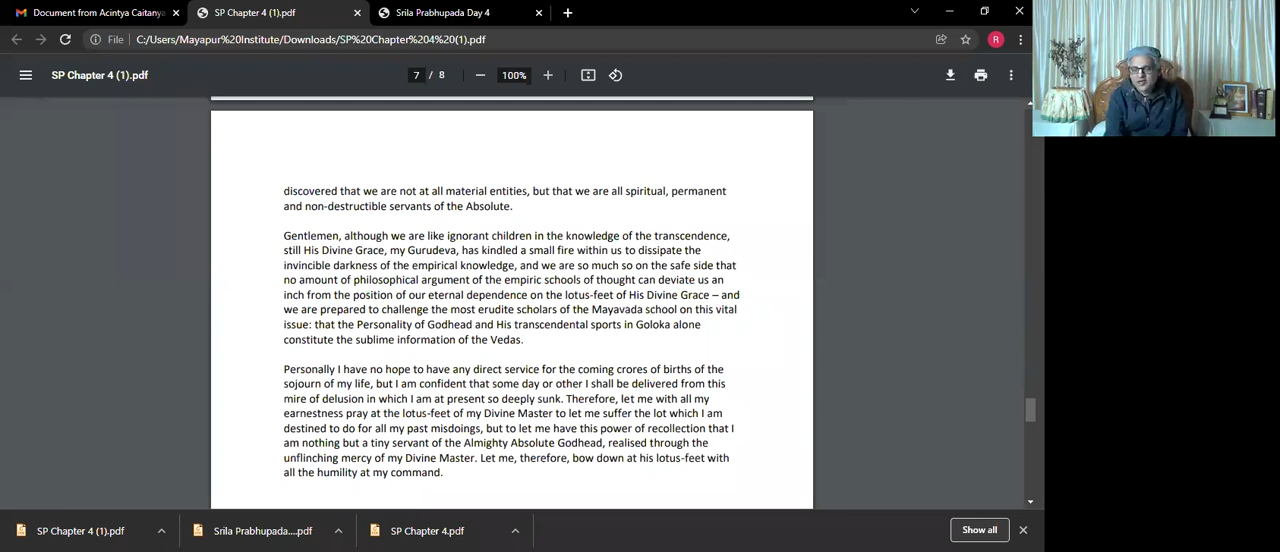 Document from Acintya Caitanya
SP Chapter 4 (1).pdf
Srila Prabhupada Day 4
File
C:/Users/Mayapur%20Institute/Downloads/SP%20Chapter%204%20(1).pdf
R
SP Chapter 4 (1).pdf
7 / 8
100%
discovered that we are not at all material entities, but that we are all spiritual, permanent
and non-destructible servants of the Absolute.
Gentlemen, although we are like ignorant children in the knowledge of the transcendence,
still His Divine Grace, my Gurudeva, has kindled a small fire within us to dissipate the
invincible darkness of the empirical knowledge, and we are so much so on the safe side that
no amount of philosophical argument of the empiric schools of thought can deviate us an
inch from the position of our eternal dependence on the lotus-feet of His Divine Grace – and
we are prepared to challenge the most erudite scholars of the Mayavada school on this vital
issue: that the Personality of Godhead and His transcendental sports in Goloka alone
constitute the sublime information of the Vedas.
Personally I have no hope to have any direct service for the coming crores of births of the
sojourn of my life, but I am confident that some day or other I shall be delivered from this
mire of delusion in which I am at present so deeply sunk. Therefore, let me with all my
earnestness pray at the lotus-feet of my Divine Master to let me suffer the lot which I am
destined to do for all my past misdoings, but to let me have this power of recollection that I
am nothing but a tiny servant of the Almighty Absolute Godhead, realised through the
unflinching mercy of my Divine Master. Let me, therefore, bow down at his lotus-feet with
all the humility at my command.
SP Chapter 4 (1).pdf
Srila Prabhupada....pdf
SP Chapter 4.pdf
Show all